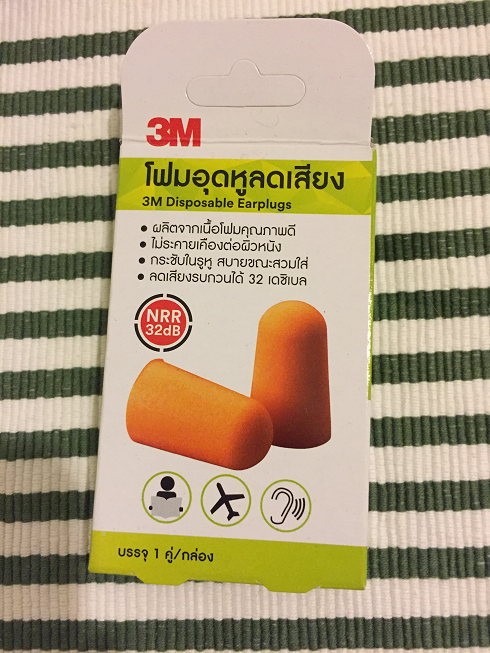 3M
โฟมอุดหูลดเสียง
3M Disposable Earplugs
• ผลิตจากเนื้อโฟมคุณภาพดี
• ไม่ระคายเคืองต่อผิวหนัง
• กระชับในรูหู สบายขณะสวมใส่
• ลดเสียงรบกวนได้ 32 เดซิเบล
NRR
32dB
บรรจุ 1 คู่/กล่อง